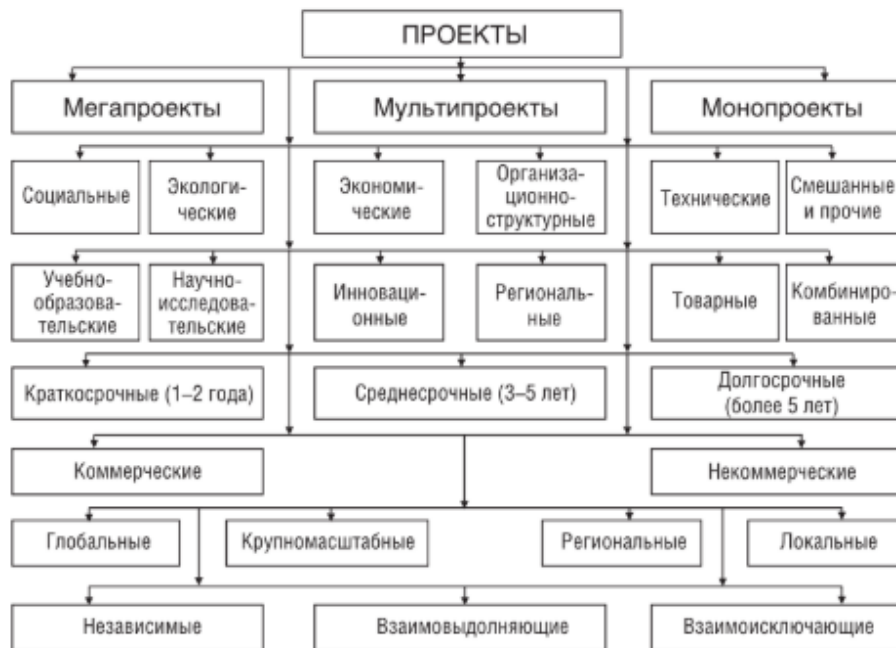 ПРОЕКТЫ
Мегапроекты
Мультипроекты
Монопроекты
Социальные
Экологи-
ческие
Экономи-
ческие
Организа-
ционно-
структурные
Технические
Смешанные
и прочие
Учебно-
образова-
тельские
Научно-
исследова-
тельские
Инноваци-
онные
Региональ-
ные
Товарные
Комбиниро-
ванные
Краткосрочные (1–2 года)
Среднесрочные (3–5 лет)
Долгосрочные
(более 5 лет)
Коммерческие
Некоммерческие
Глобальные
Крупномасштабные
Региональные
Локальные
Независимые
Взаимовыдолняющие
Взаимоисключающие